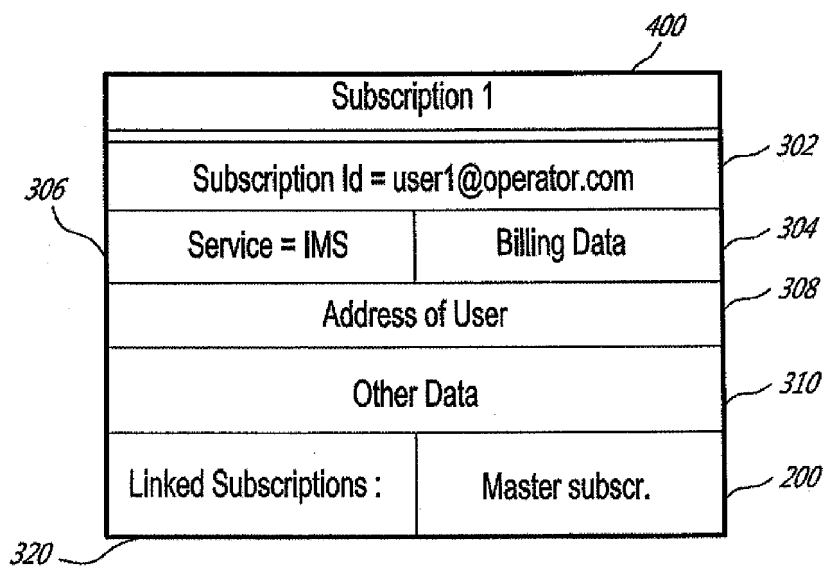 400
Subscription 1
302
Subscription Id = user1@operator.com
306
Service = IMS Billing Data
304
308
Address of User
Other Data
310
Linked Subscriptions : Master subscr.
200
320